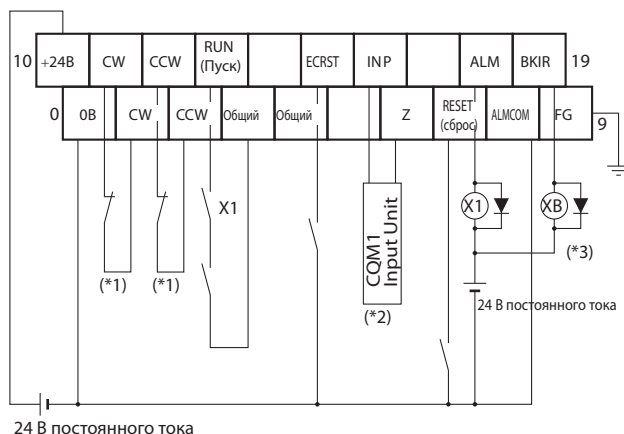 10 +24В CW CCW RUN (Пуск) ECRST INP ALM BKIR 19
0 0В CW CCW Общий Общий Z RESET (сброс) ALMCOM FG 9
X1
X1
XB
CQM1
Input Unit
(*1)
(*1)
(*2)
(*3)
24 В постоянного тока
24 В постоянного тока